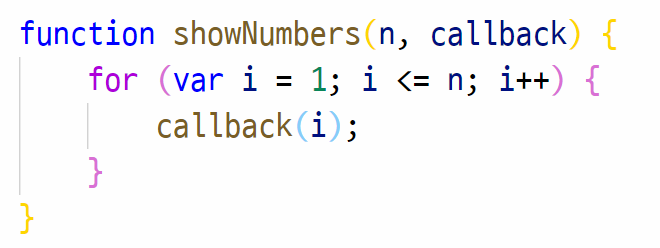 function showNumbers(n, callback) {
    for (var i = 1; i <= n; i++) {
        callback(i);
    }
}